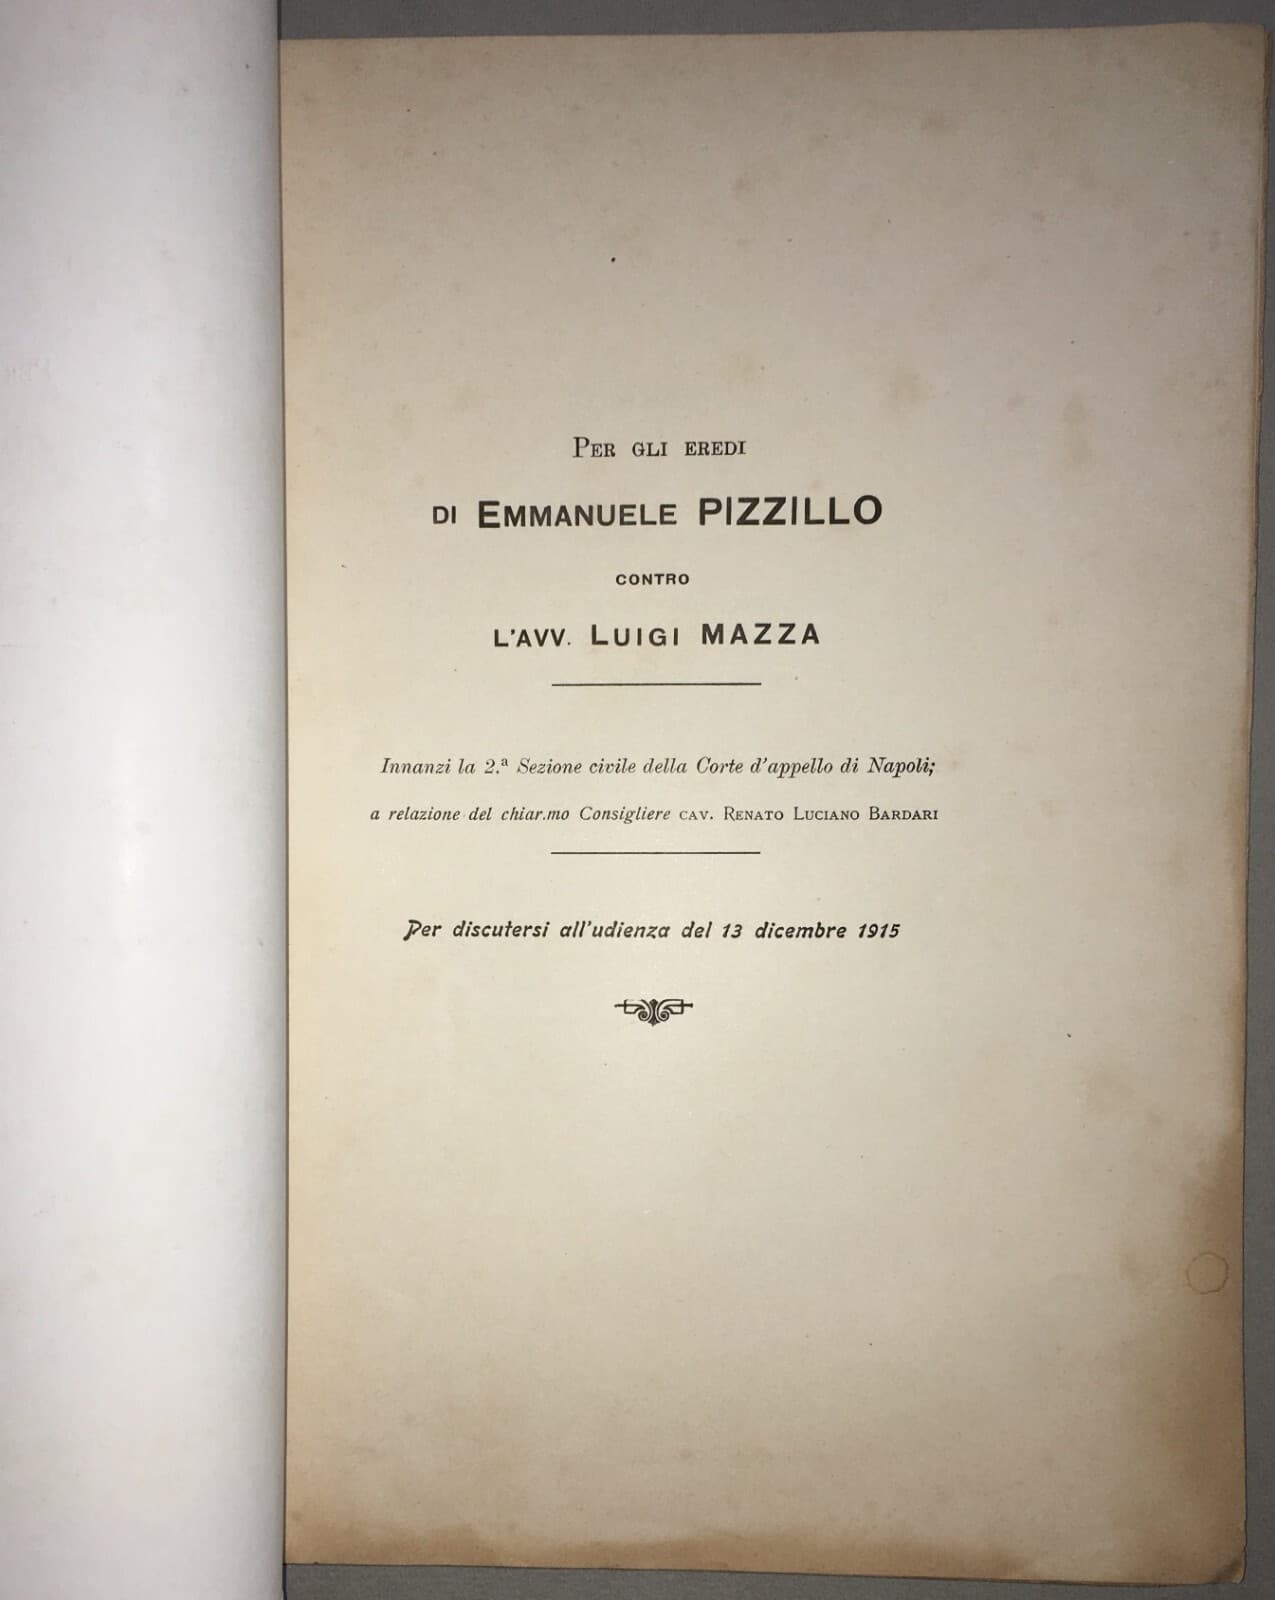 PER GLI EREDI
DI EMMANUELE PIZZILLO
CONTRO
L'AVV. LUIGI MAZZA
Innanzi la 2.ª Sezione civile della Corte d'appello di Napoli;
a relazione del chiar.mo Consigliere CAV. RENATO LUCIANO BARDARI
Per discutersi all'udienza del 13 dicembre 1915